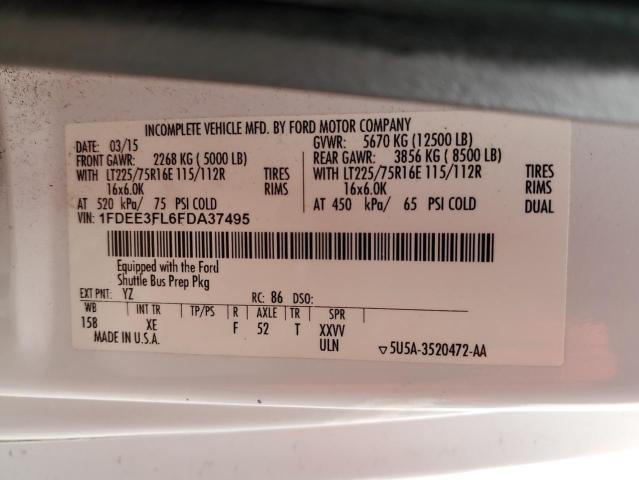 INCOMPLETE VEHICLE MFD. BY FORD MOTOR COMPANY
DATE: 03/15 GVWR: 5670 KG (12500 LB)
FRONT GAWR: 2268 KG ( 5000 LB) REAR GAWR: 3856 KG ( 8500 LB)
WITH LT225/75R16E 115/112R TIRES WITH LT225/75R16E 115/112R TIRES
16x6.0K RIMS 16x6.0K RIMS
AT 520 kPa/ 75 PSI COLD AT 450 kPa/ 65 PSI COLD DUAL
VIN: 1FDEE3FL6FDA37495
Equipped with the Ford
Shuttle Bus Prep Pkg
EXT PNT: YZ RC: 86 DSO:
WB INT TR TP/PS R AXLE TR SPR
158 XE F 52 T XXVV
MADE IN U.S.A. ULN ▽5U5A-3520472-AA